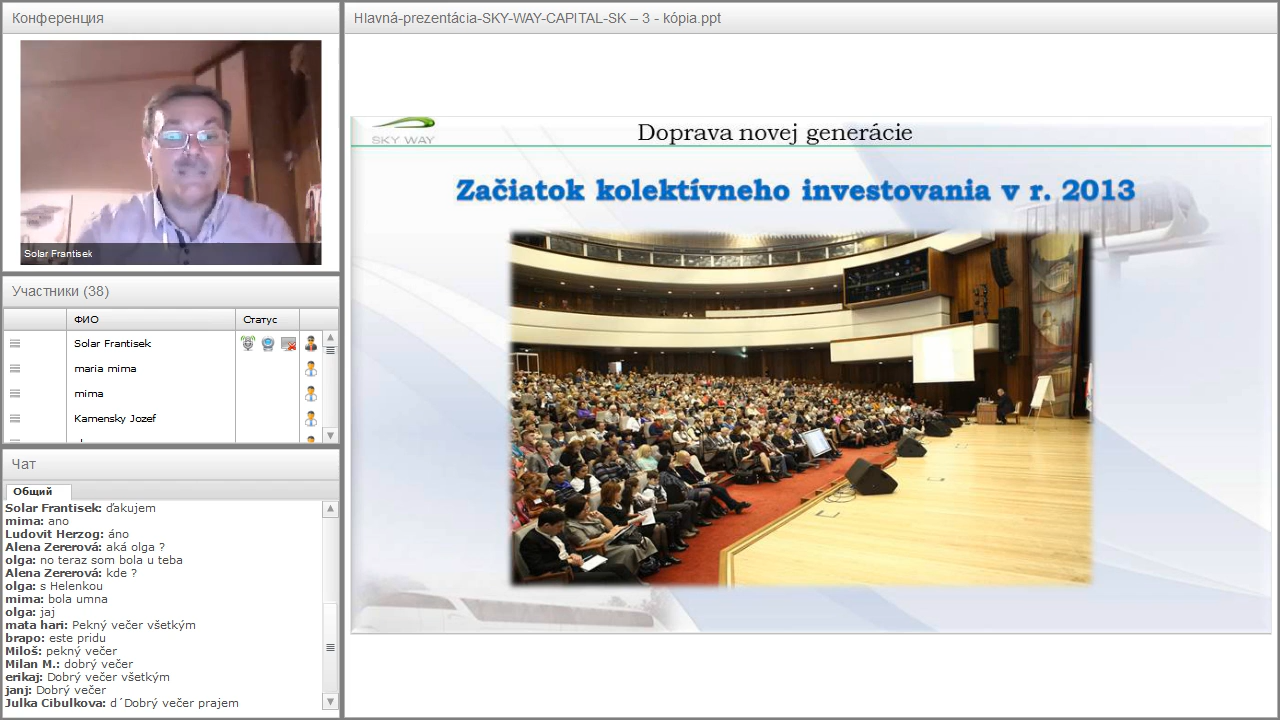 Конференция
Solar Frantisek
Участники (38)
ФИО
Статус
Solar Frantisek
maria mima
mima
Kamensky Jozef
Чат
Общий
Solar Frantisek: ďakujem
mima: ano
Ludovit Herzog: áno
Alena Zererová: aká olga ?
olga: no teraz som bola u teba
Alena Zererová: kde ?
olga: s Helenkou
mima: bola umna
olga: jaj
mata hari: Pekný večer všetkým
brapo: este pridu
Miloš: pekný večer
Milan M.: dobrý večer
erikaj: Dobrý večer všetkým
janj: Dobrý večer
Julka Cibulkova: d´Dobrý večer prajem
Hlavná-prezentácia-SKY-WAY-CAPITAL-SK – 3 - kópia.ppt
SKY WAY
Doprava novej generácie
Začiatok kolektívneho investovania v r. 2013